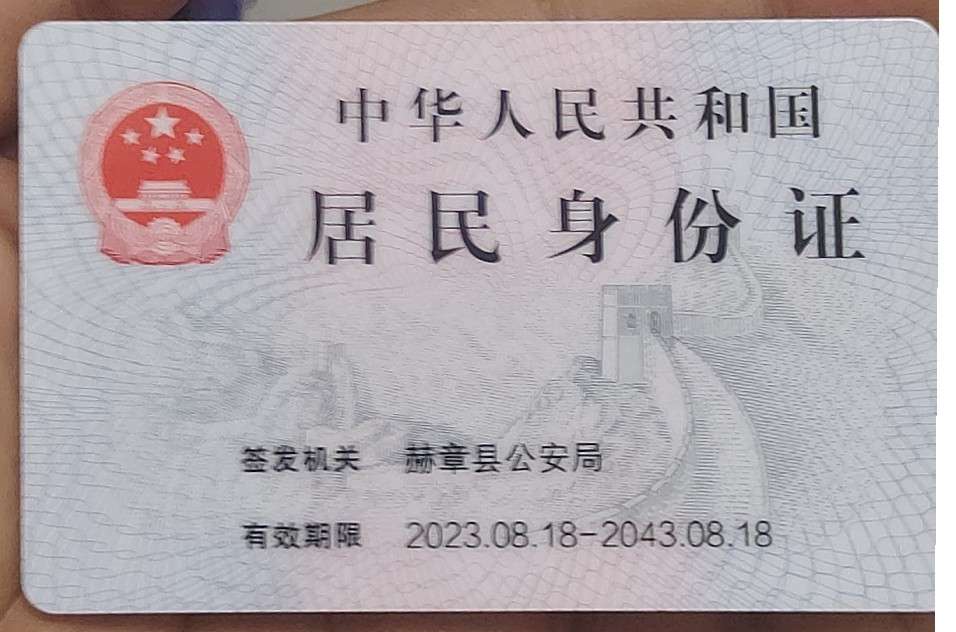 中华人民共和国
居民身份证
签发机关 赫章县公安局
有效期限 2023.08.18-2043.08.18